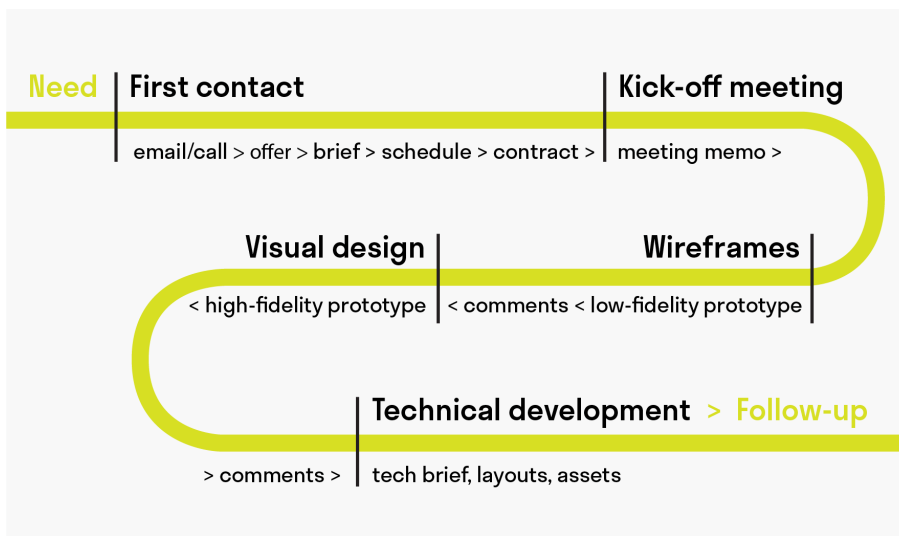 Need First contact Kick-off meeting
email/call > offer > brief > schedule > contract > meeting memo >
Visual design Wireframes
< high-fidelity prototype < comments < low-fidelity prototype
Technical development > Follow-up
> comments > tech brief, layouts, assets